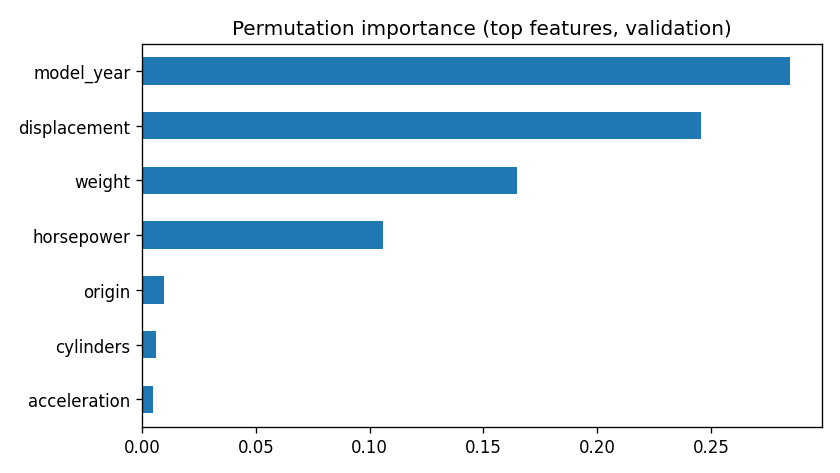 Permutation importance (top features, validation)
model_year
displacement
weight
horsepower
origin
cylinders
acceleration
0.00 0.05 0.10 0.15 0.20 0.25